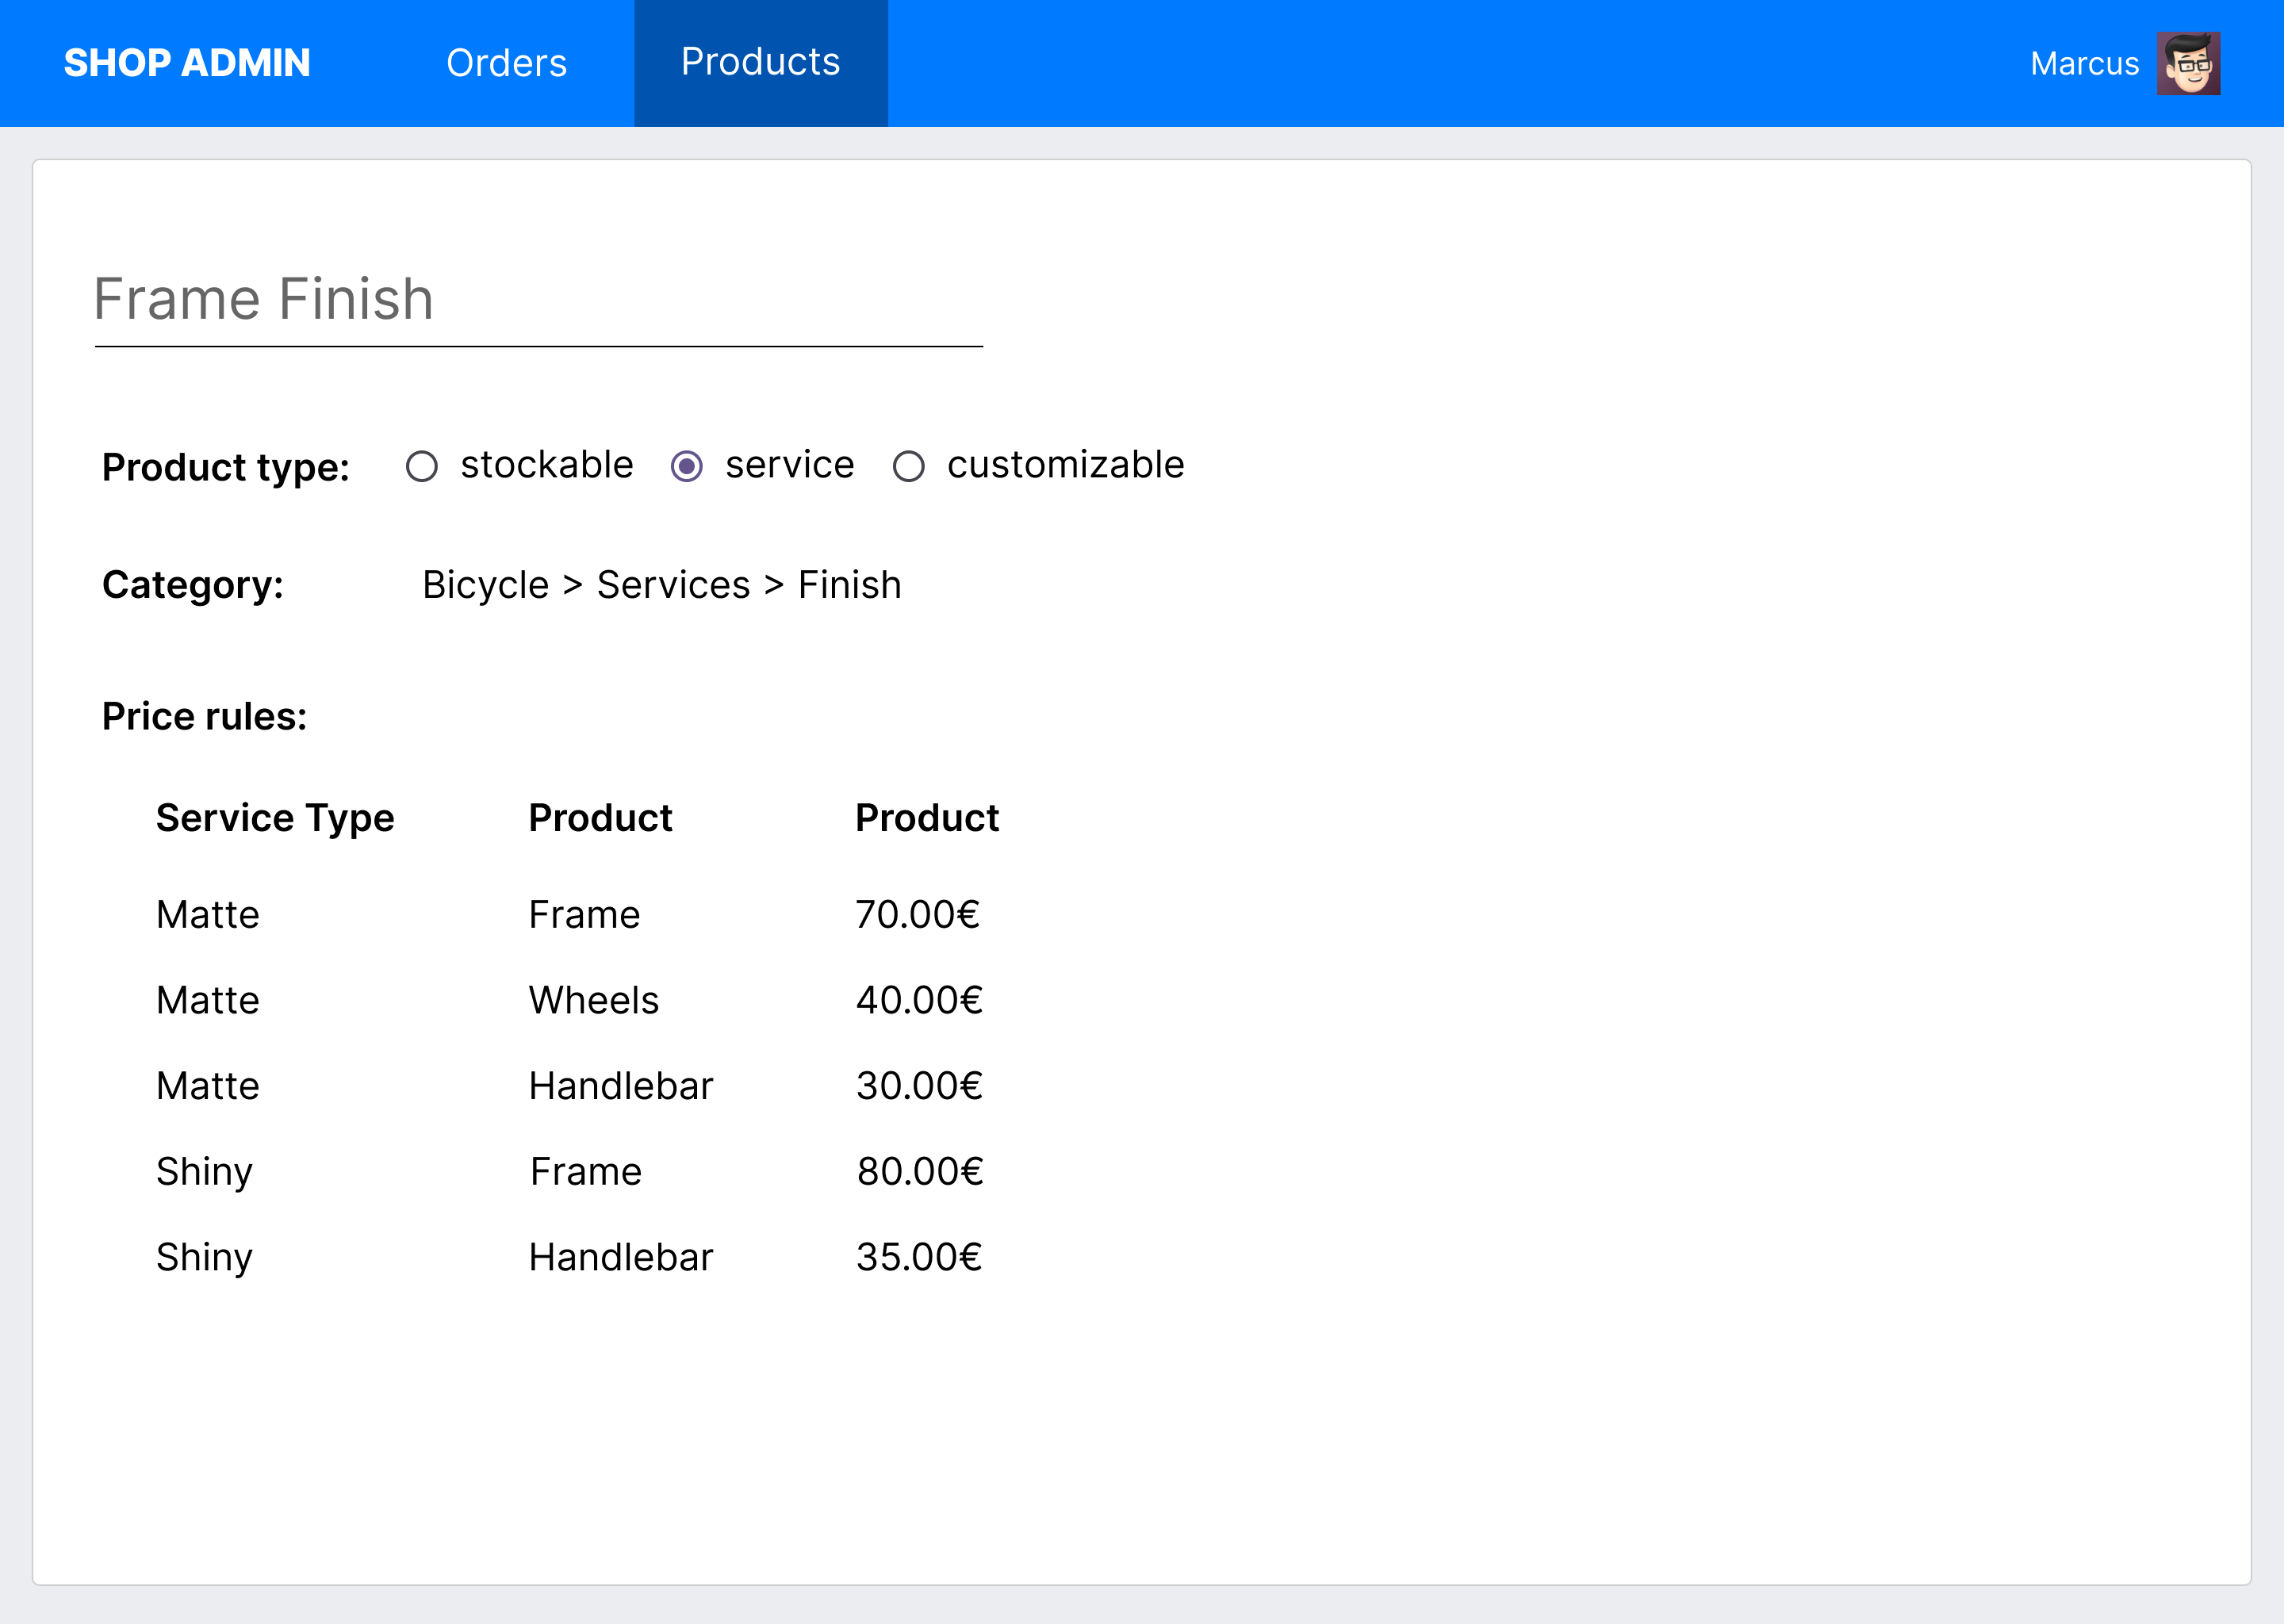 SHOP ADMIN Orders Products Marcus
Frame Finish
Product type: stockable service customizable
Category: Bicycle > Services > Finish
Price rules:
Service Type Product Product
Matte Frame 70.00€
Matte Wheels 40.00€
Matte Handlebar 30.00€
Shiny Frame 80.00€
Shiny Handlebar 35.00€